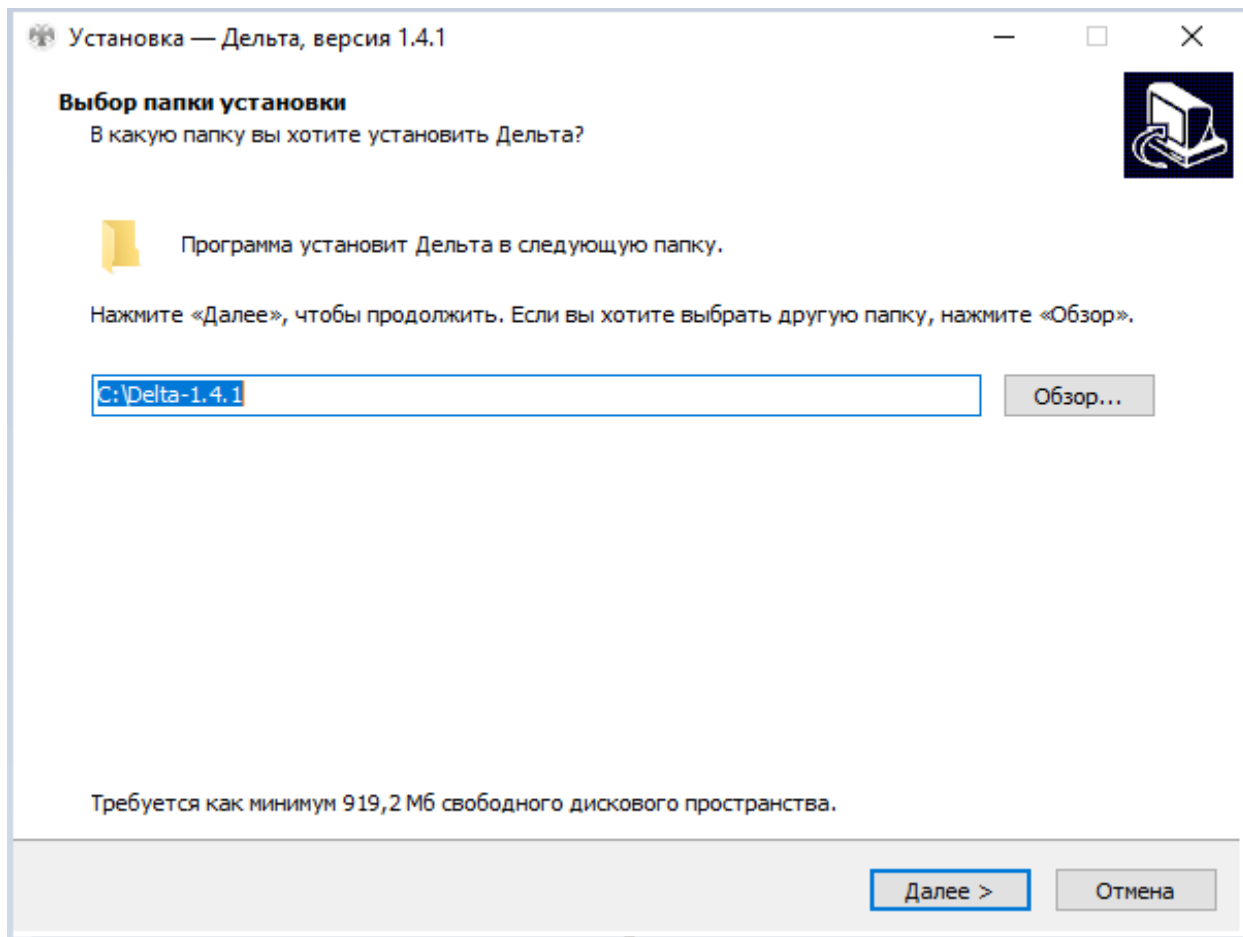 Установка — Дельта, версия 1.4.1
Выбор папки установки
В какую папку вы хотите установить Дельта?
Программа установит Дельта в следующую папку.
Нажмите «Далее», чтобы продолжить. Если вы хотите выбрать другую папку, нажмите «Обзор».
C:\Delta-1.4.1
Обзор...
Требуется как минимум 919,2 Мб свободного дискового пространства.
Далее >
Отмена